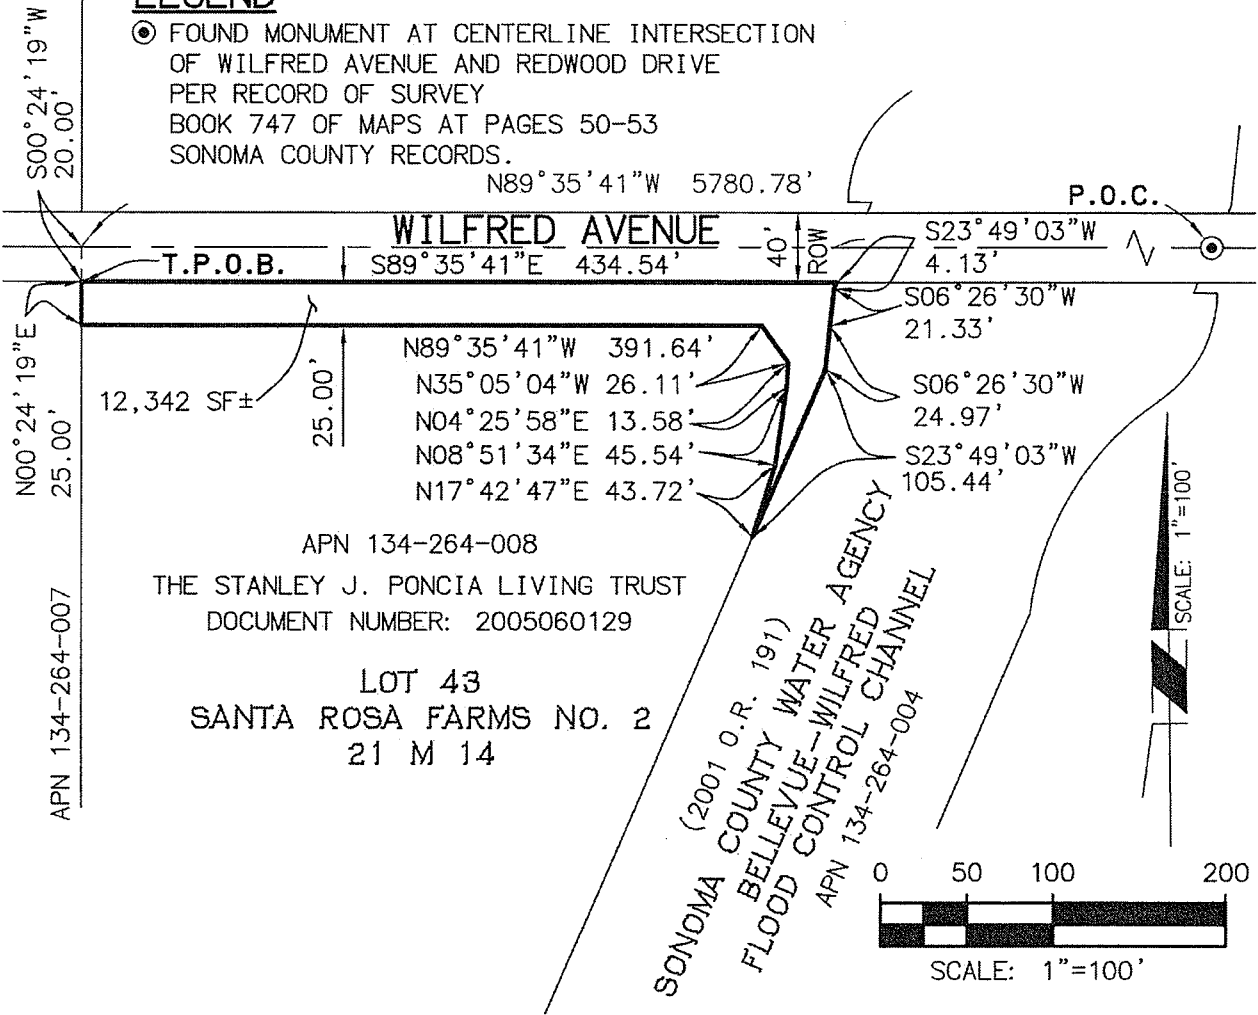 LEGEND
FOUND MONUMENT AT CENTERLINE INTERSECTION
OF WILFRED AVENUE AND REDWOOD DRIVE
PER RECORD OF SURVEY
BOOK 747 OF MAPS AT PAGES 50-53
SONOMA COUNTY RECORDS.
S00°24'19"W
20.00'
N89°35'41"W 5780.78'
P.O.C.
WILFRED AVENUE
40'
ROW
S23°49'03"W
4.13'
T.P.O.B.
S89°35'41"E 434.54'
S06°26'30"W
21.33'
N00°24'19"E
25.00'
12,342 SF±
25.00'
N89°35'41"W 391.64'
N35°05'04"W 26.11'
N04°25'58"E 13.58'
N08°51'34"E 45.54'
N17°42'47"E 43.72'
S06°26'30"W
24.97'
S23°49'03"W
105.44'
APN 134-264-008
THE STANLEY J. PONCIA LIVING TRUST
DOCUMENT NUMBER: 2005060129
LOT 43
SANTA ROSA FARMS NO. 2
21 M 14
APN 134-264-007
(2001 O.R. 191)
SONOMA COUNTY WATER AGENCY
BELLEVUE-WILFRED
FLOOD CONTROL CHANNEL
APN 134-264-004
SCALE: 1"=100'
0 50 100 200
SCALE: 1"=100'